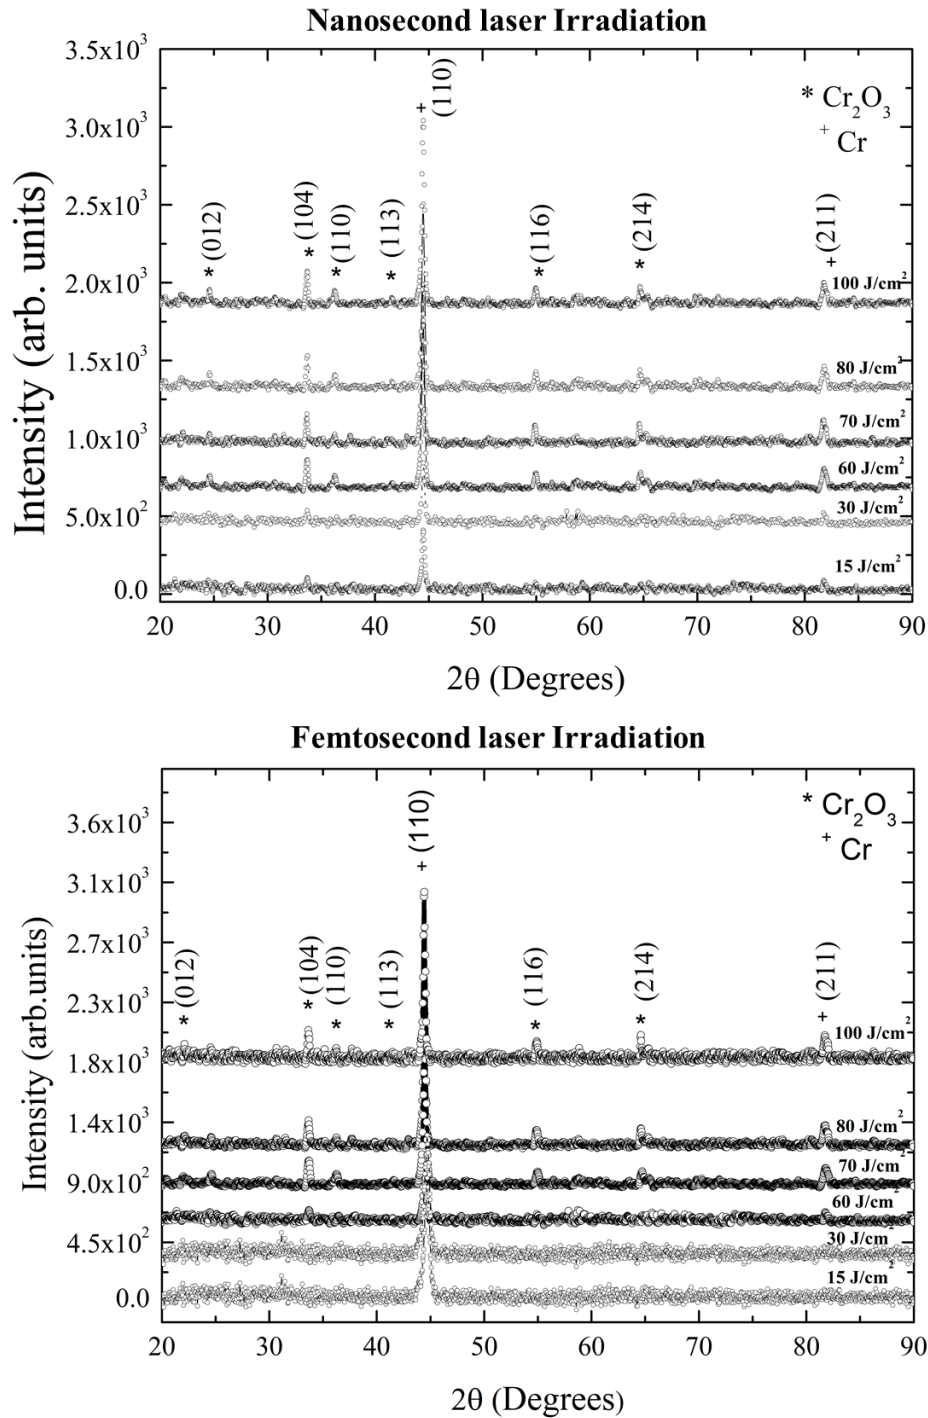 Nanosecond laser Irradiation
3.5x10³
3.0x10³
2.5x10³
2.0x10³
1.5x10³
1.0x10³
5.0x10²
0.0
Intensity (arb. units)
* Cr₂O₃
+ Cr
* (012)
* (104)
* (110)
* (113)
+ (110)
* (116)
* (214)
+ (211)
100 J/cm²
80 J/cm²
70 J/cm²
60 J/cm²
30 J/cm²
15 J/cm²
20 30 40 50 60 70 80 90
2θ (Degrees)
Femtosecond laser Irradiation
3.6x10³
3.1x10³
2.7x10³
2.3x10³
1.8x10³
1.4x10³
9.0x10²
4.5x10²
0.0
Intensity (arb.units)
* Cr₂O₃
+ Cr
* (012)
* (104)
* (110)
* (113)
+ (110)
* (116)
* (214)
+ (211)
100 J/cm²
80 J/cm²
70 J/cm²
60 J/cm²
30 J/cm²
15 J/cm²
20 30 40 50 60 70 80 90
2θ (Degrees)